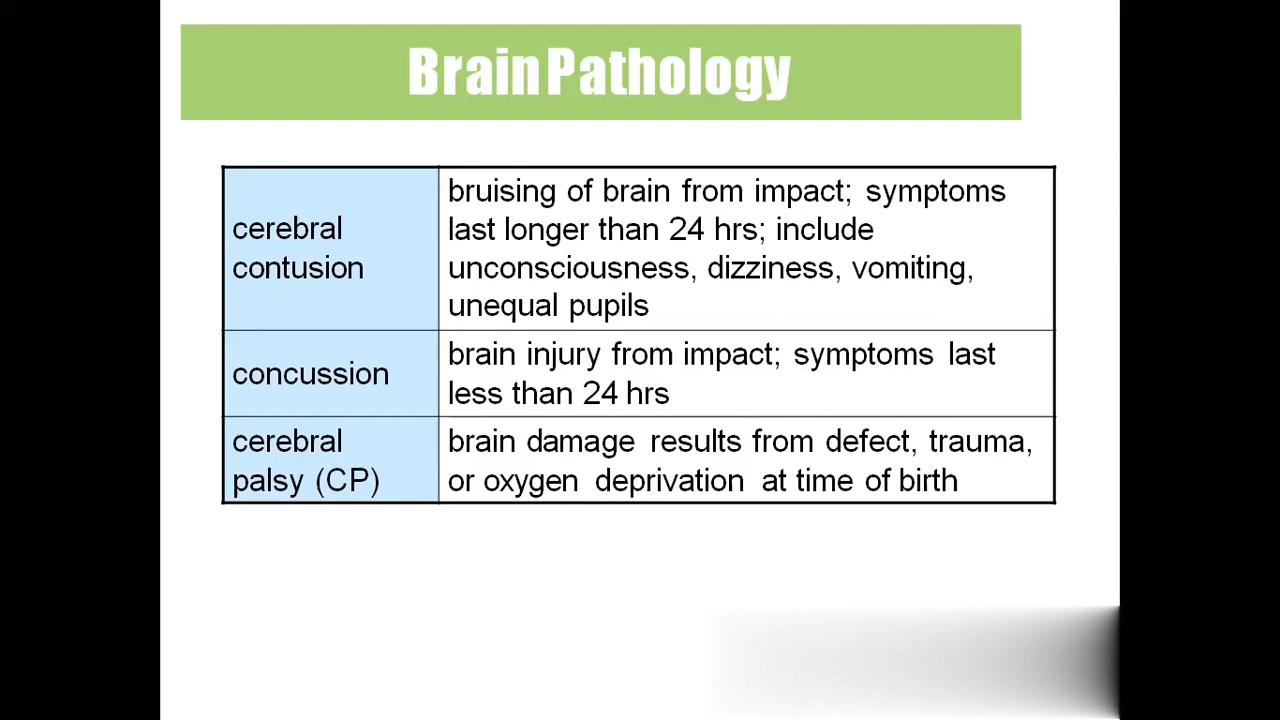 Brain Pathology
cerebral
contusion
bruising of brain from impact; symptoms
last longer than 24 hrs; include
unconsciousness, dizziness, vomiting,
unequal pupils
concussion
brain injury from impact; symptoms last
less than 24 hrs
cerebral
palsy (CP)
brain damage results from defect, trauma,
or oxygen deprivation at time of birth